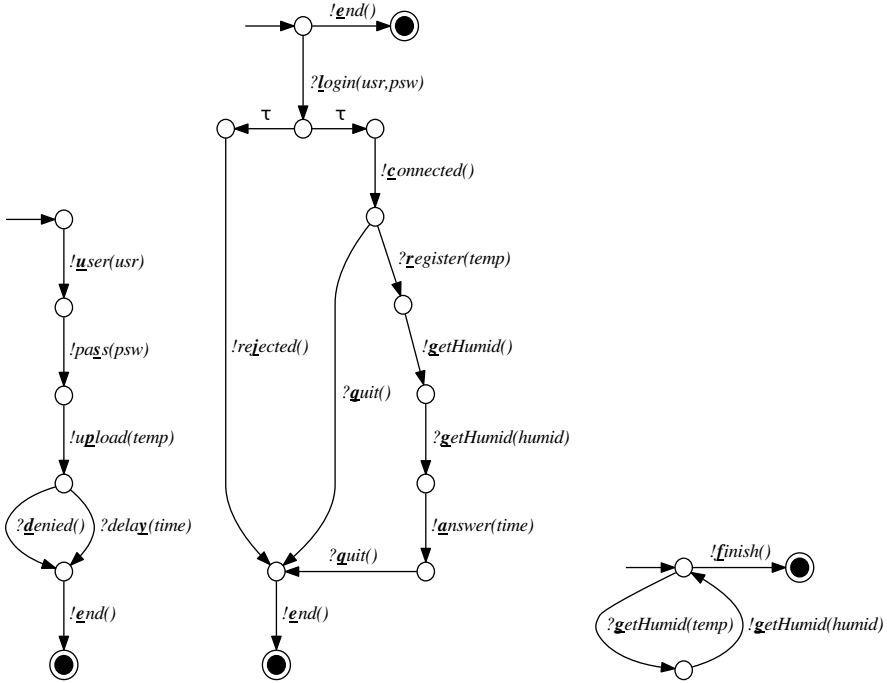 !end()
?login(usr,psw)
τ τ
!connected()
!user(usr)
?register(temp)
!pass(psw)
!rejected()
!getHumid()
?quit()
!upload(temp)
?getHumid(humid)
?denied()
?delay(time)
!answer(time)
?quit()
!finish()
!end()
!end()
?getHumid(temp)
!getHumid(humid)